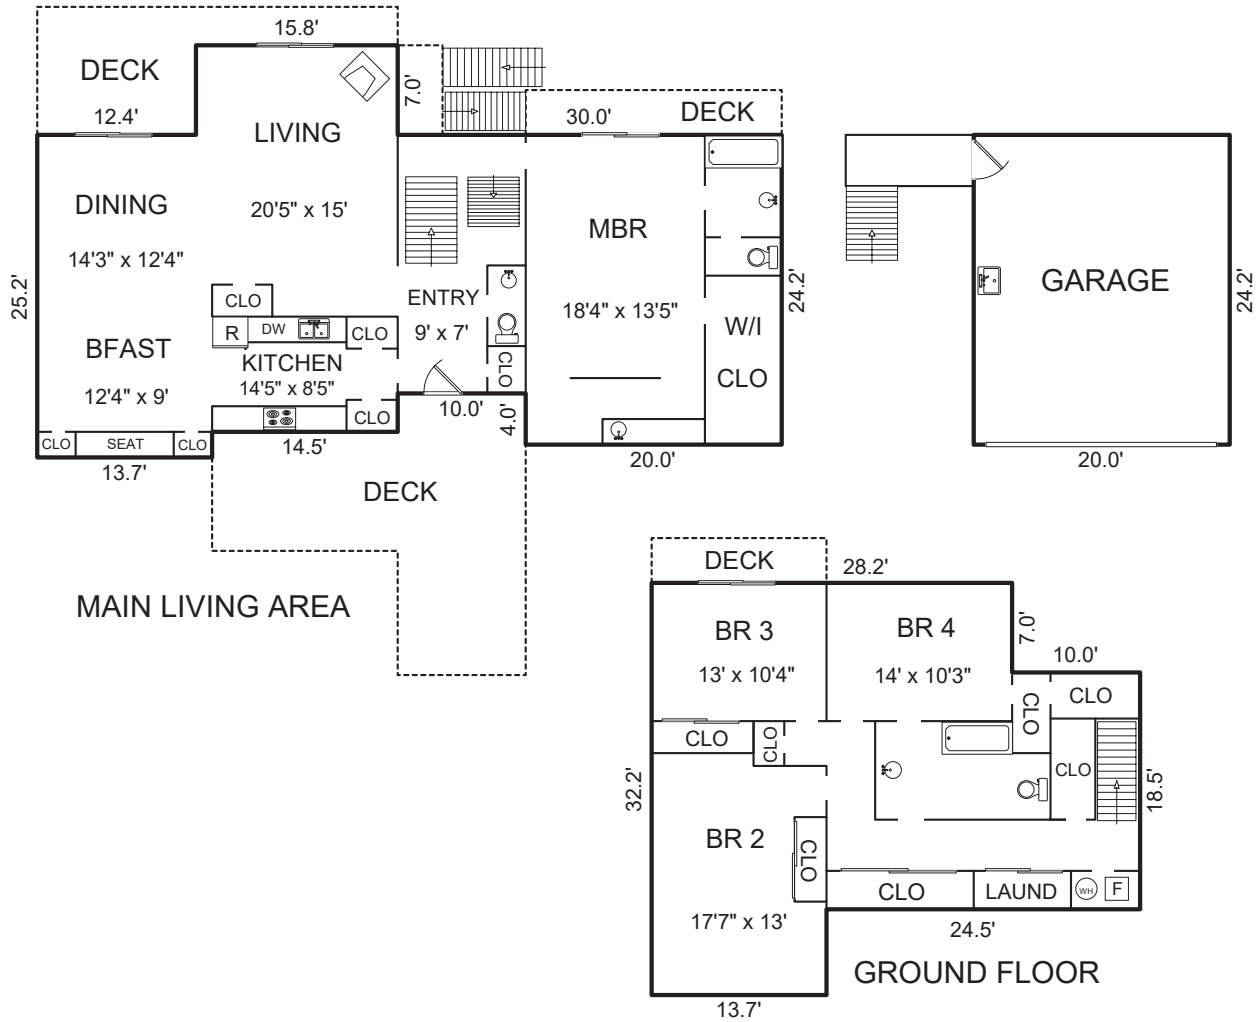 15.8'
DECK
7.0'
12.4'
LIVING
30.0'
DECK
DINING
20'5" x 15'
MBR
14'3" x 12'4"
25.2'
CLO
ENTRY
18'4" x 13'5"
24.2'
GARAGE
24.2'
R
DW
CLO
9' x 7'
W/I
BFAST
KITCHEN
12'4" x 9'
14'5" x 8'5"
CLO
CLO
CLO
10.0'
4.0'
CLO
SEAT
CLO
14.5'
13.7'
20.0'
20.0'
DECK
MAIN LIVING AREA
DECK
28.2'
BR 3
BR 4
7.0'
13' x 10'4"
14' x 10'3"
10.0'
CLO
CLO
CLO
CLO
CLO
32.2'
18.5'
BR 2
CLO
CLO
LAUND
WH
F
17'7" x 13'
24.5'
GROUND FLOOR
13.7'